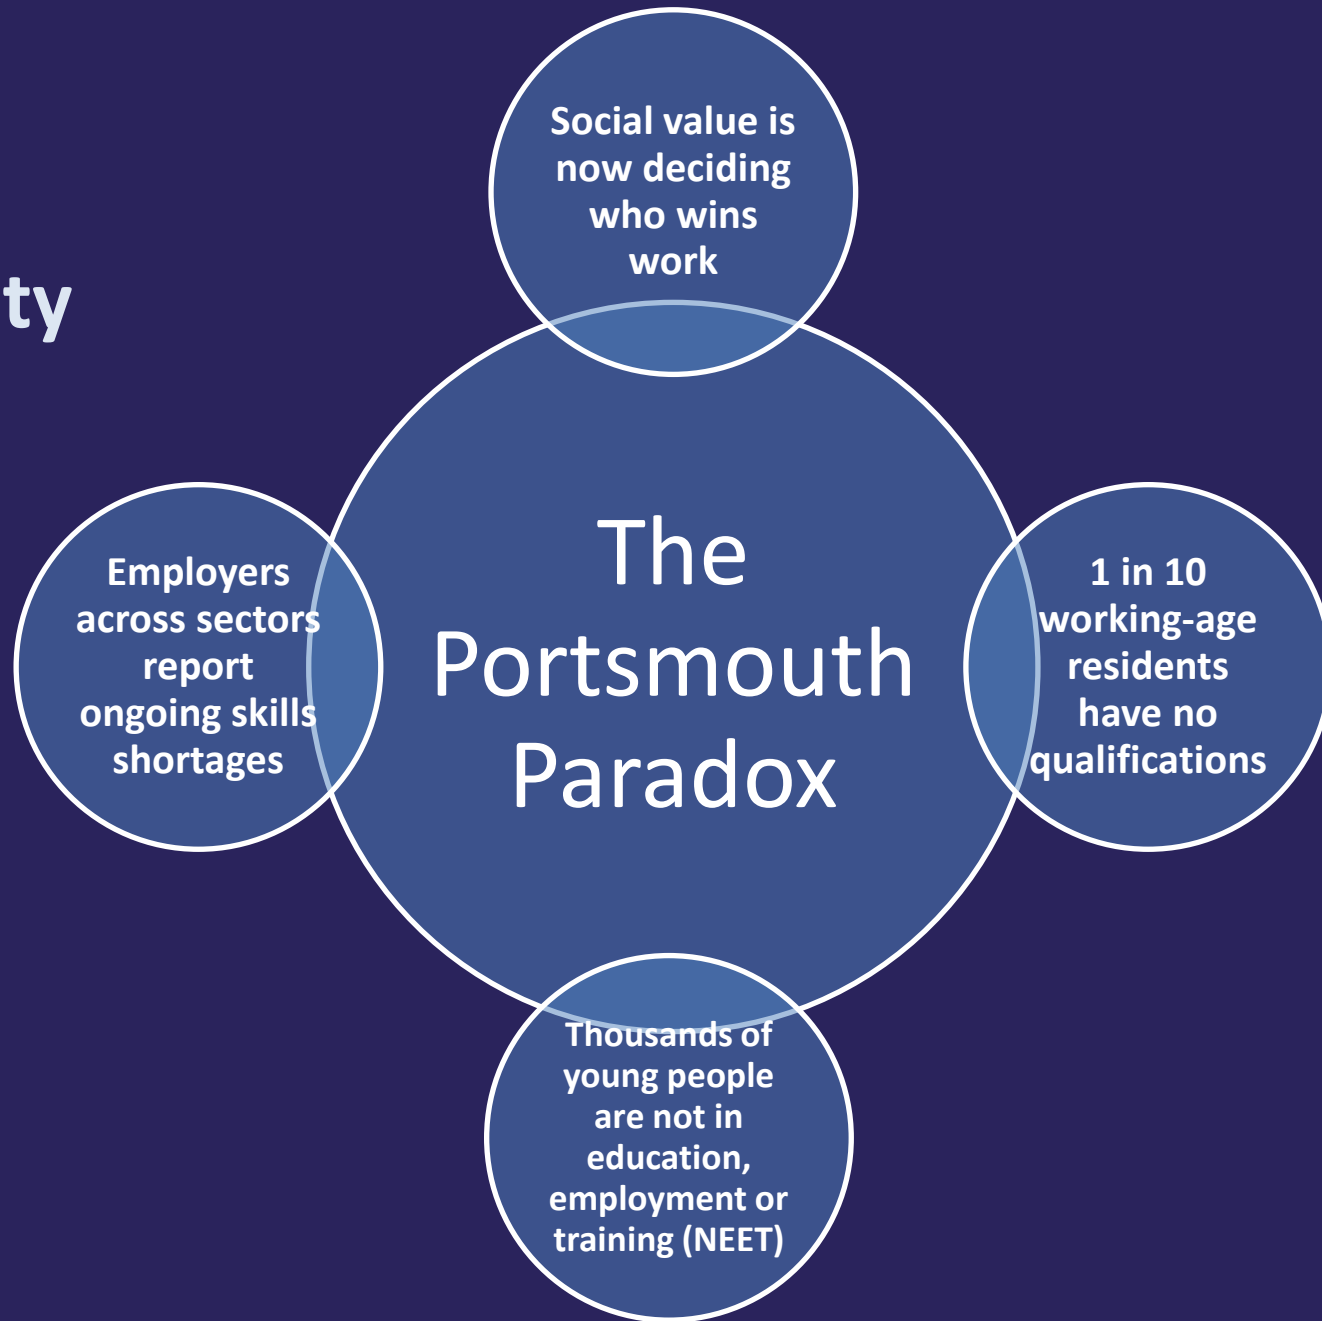 Social value is
now deciding
who wins
work
ty
The
Portsmouth
Paradox
Employers
across sectors
report
ongoing skills
shortages
1 in 10
working-age
residents
have no
qualifications
Thousands of
young people
are not in
education,
employment or
training (NEET)